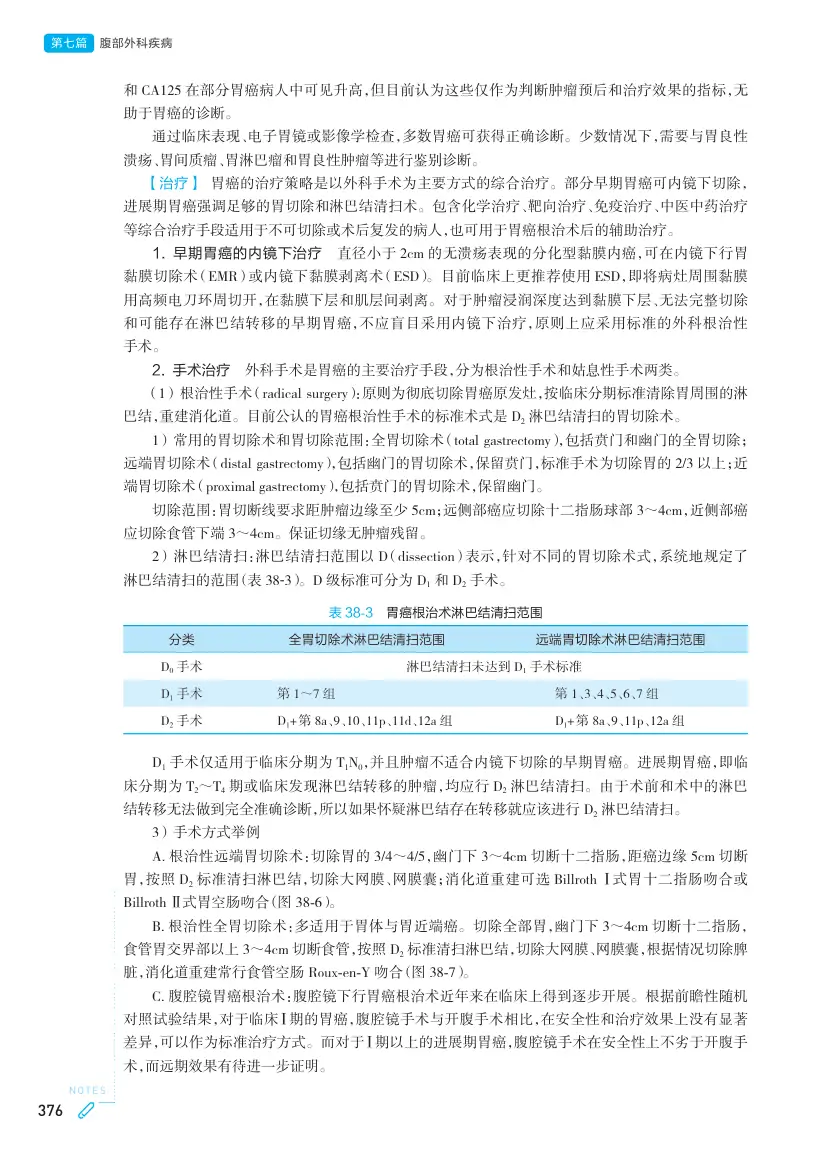 第七篇 腹部外科疾病
和 CA125 在部分胃癌病人中可见升高,但目前认为这些仅作为判断肿瘤预后和治疗效果的指标,无
助于胃癌的诊断。
通过临床表现、电子胃镜或影像学检查,多数胃癌可获得正确诊断。少数情况下,需要与胃良性
溃疡、胃间质瘤、胃淋巴瘤和胃良性肿瘤等进行鉴别诊断。
【治疗】 胃癌的治疗策略是以外科手术为主要方式的综合治疗。部分早期胃癌可内镜下切除,
进展期胃癌强调足够的胃切除和淋巴结清扫术。包含化学治疗、靶向治疗、免疫治疗、中医中药治疗
等综合治疗手段适用于不可切除或术后复发的病人,也可用于胃癌根治术后的辅助治疗。
1. 早期胃癌的内镜下治疗 直径小于 2cm 的无溃疡表现的分化型黏膜内癌,可在内镜下行胃
黏膜切除术(EMR)或内镜下黏膜剥离术(ESD)。目前临床上更推荐使用 ESD,即将病灶周围黏膜
用高频电刀环周切开,在黏膜下层和肌层间剥离。对于肿瘤浸润深度达到黏膜下层、无法完整切除
和可能存在淋巴结转移的早期胃癌,不应盲目采用内镜下治疗,原则上应采用标准的外科根治性
手术。
2. 手术治疗 外科手术是胃癌的主要治疗手段,分为根治性手术和姑息性手术两类。
(1)根治性手术(radical surgery):原则为彻底切除胃癌原发灶,按临床分期标准清除胃周围的淋
巴结,重建消化道。目前公认的胃癌根治性手术的标准术式是 D₂ 淋巴结清扫的胃切除术。
1)常用的胃切除术和胃切除范围:全胃切除术(total gastrectomy),包括贲门和幽门的全胃切除;
远端胃切除术(distal gastrectomy),包括幽门的胃切除术,保留贲门,标准手术为切除胃的 2/3 以上;近
端胃切除术(proximal gastrectomy),包括贲门的胃切除术,保留幽门。
切除范围:胃切断线要求距肿瘤边缘至少 5cm;远侧部癌应切除十二指肠球部 3～4cm,近侧部癌
应切除食管下端 3～4cm。保证切缘无肿瘤残留。
2)淋巴结清扫:淋巴结清扫范围以 D(dissection)表示,针对不同的胃切除术式,系统地规定了
淋巴结清扫的范围(表 38-3)。D 级标准可分为 D₁ 和 D₂ 手术。
表 38-3 胃癌根治术淋巴结清扫范围
分类 全胃切除术淋巴结清扫范围 远端胃切除术淋巴结清扫范围
D₀ 手术 淋巴结清扫未达到 D₁ 手术标准
D₁ 手术 第 1～7 组 第 1、3、4、5、6、7 组
D₂ 手术 D₁+第 8a、9、10、11p、11d、12a 组 D₁+第 8a、9、11p、12a 组
D₁ 手术仅适用于临床分期为 T₁N₀,并且肿瘤不适合内镜下切除的早期胃癌。进展期胃癌,即临
床分期为 T₂～T₄ 期或临床发现淋巴结转移的肿瘤,均应行 D₂ 淋巴结清扫。由于术前和术中的淋巴
结转移无法做到完全准确诊断,所以如果怀疑淋巴结存在转移就应该进行 D₂ 淋巴结清扫。
3)手术方式举例
A. 根治性远端胃切除术:切除胃的 3/4～4/5,幽门下 3～4cm 切断十二指肠,距癌边缘 5cm 切断
胃,按照 D₂ 标准清扫淋巴结,切除大网膜、网膜囊;消化道重建可选 Billroth Ⅰ式胃十二指肠吻合或
Billroth Ⅱ式胃空肠吻合(图 38-6)。
B. 根治性全胃切除术:多适用于胃体与胃近端癌。切除全部胃,幽门下 3～4cm 切断十二指肠,
食管胃交界部以上 3～4cm 切断食管,按照 D₂ 标准清扫淋巴结,切除大网膜、网膜囊,根据情况切除脾
脏,消化道重建常行食管空肠 Roux-en-Y 吻合(图 38-7)。
C. 腹腔镜胃癌根治术:腹腔镜下行胃癌根治术近年来在临床上得到逐步开展。根据前瞻性随机
对照试验结果,对于临床Ⅰ期的胃癌,腹腔镜手术与开腹手术相比,在安全性和治疗效果上没有显著
差异,可以作为标准治疗方式。而对于Ⅰ期以上的进展期胃癌,腹腔镜手术在安全性上不劣于开腹手
术,而远期效果有待进一步证明。
NOTES
376